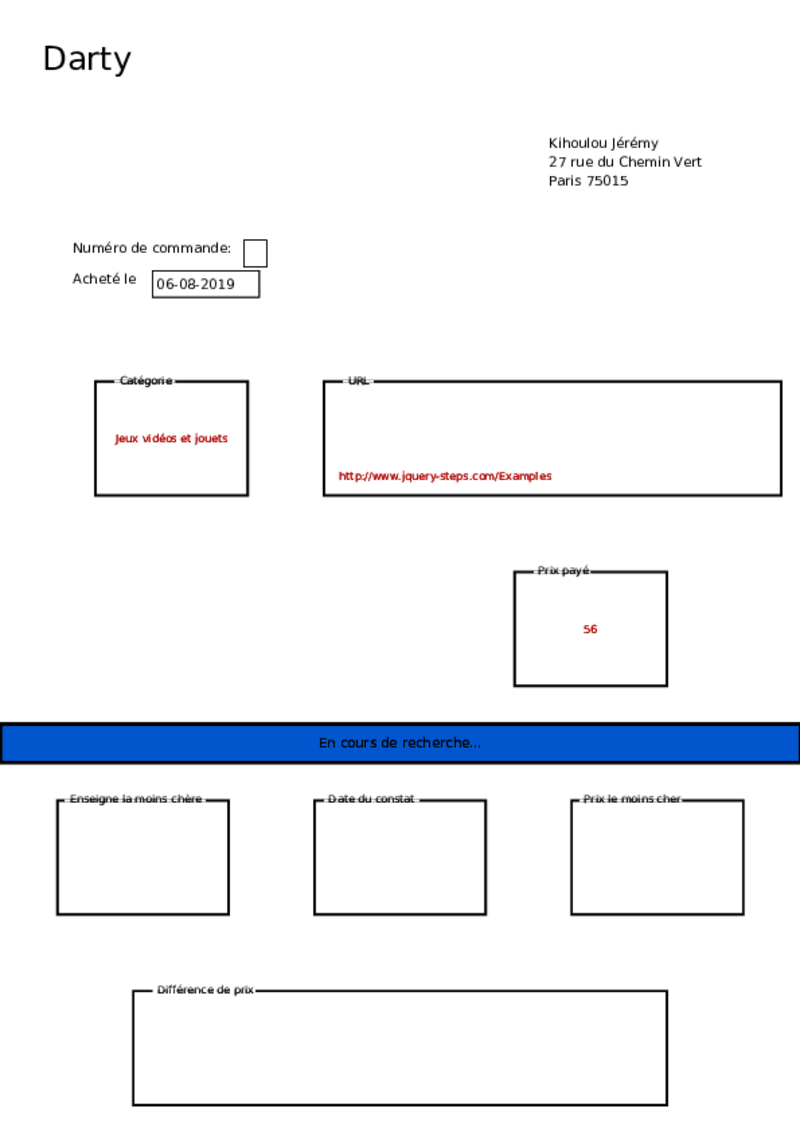 Darty
Kihoulou Jérémy
27 rue du Chemin Vert
Paris 75015
Numéro de commande:
Acheté le 06-08-2019
Catégorie
URL
Jeux vidéos et jouets
http://www.jquery-steps.com/Examples
Prix payé
56
En cours de recherche...
Enseigne la moins chère
Date du constat
Prix le moins cher
Différence de prix